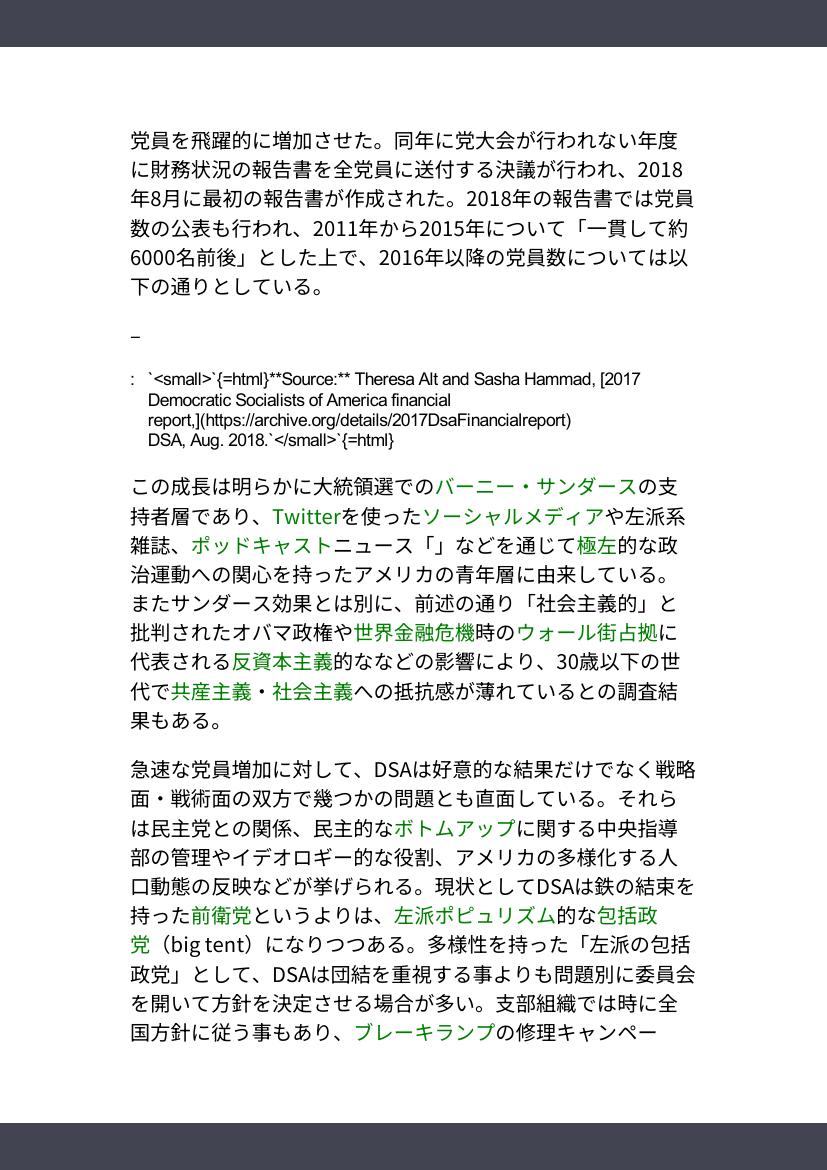 党員を飛躍的に増加させた。同年に党大会が行われない年度
に財務状況の報告書を全党員に送付する決議が行われ、2018
年8月に最初の報告書が作成された。2018年の報告書では党員
数の公表も行われ、2011年から2015年について「一貫して約
6000名前後」とした上で、2016年以降の党員数については以
下の通りとしている。
–
: `<small>`{=html}**Source:** Theresa Alt and Sasha Hammad, [2017
Democratic Socialists of America financial
report,](https://archive.org/details/2017DsaFinancialreport)
DSA, Aug. 2018.`</small>`{=html}
この成長は明らかに大統領選でのバーニー・サンダースの支
持者層であり、Twitterを使ったソーシャルメディアや左派系
雑誌、ポッドキャストニュース「」などを通じて極左的な政
治運動への関心を持ったアメリカの青年層に由来している。
またサンダース効果とは別に、前述の通り「社会主義的」と
批判されたオバマ政権や世界金融危機時のウォール街占拠に
代表される反資本主義的ななどの影響により、30歳以下の世
代で共産主義・社会主義への抵抗感が薄れているとの調査結
果もある。
急速な党員増加に対して、DSAは好意的な結果だけでなく戦略
面・戦術面の双方で幾つかの問題とも直面している。それら
は民主党との関係、民主的なボトムアップに関する中央指導
部の管理やイデオロギー的な役割、アメリカの多様化する人
口動態の反映などが挙げられる。現状としてDSAは鉄の結束を
持った前衛党というよりは、左派ポピュリズム的な包括政
党（big tent）になりつつある。多様性を持った「左派の包括
政党」として、DSAは団結を重視する事よりも問題別に委員会
を開いて方針を決定させる場合が多い。支部組織では時に全
国方針に従う事もあり、ブレーキランプの修理キャンペー